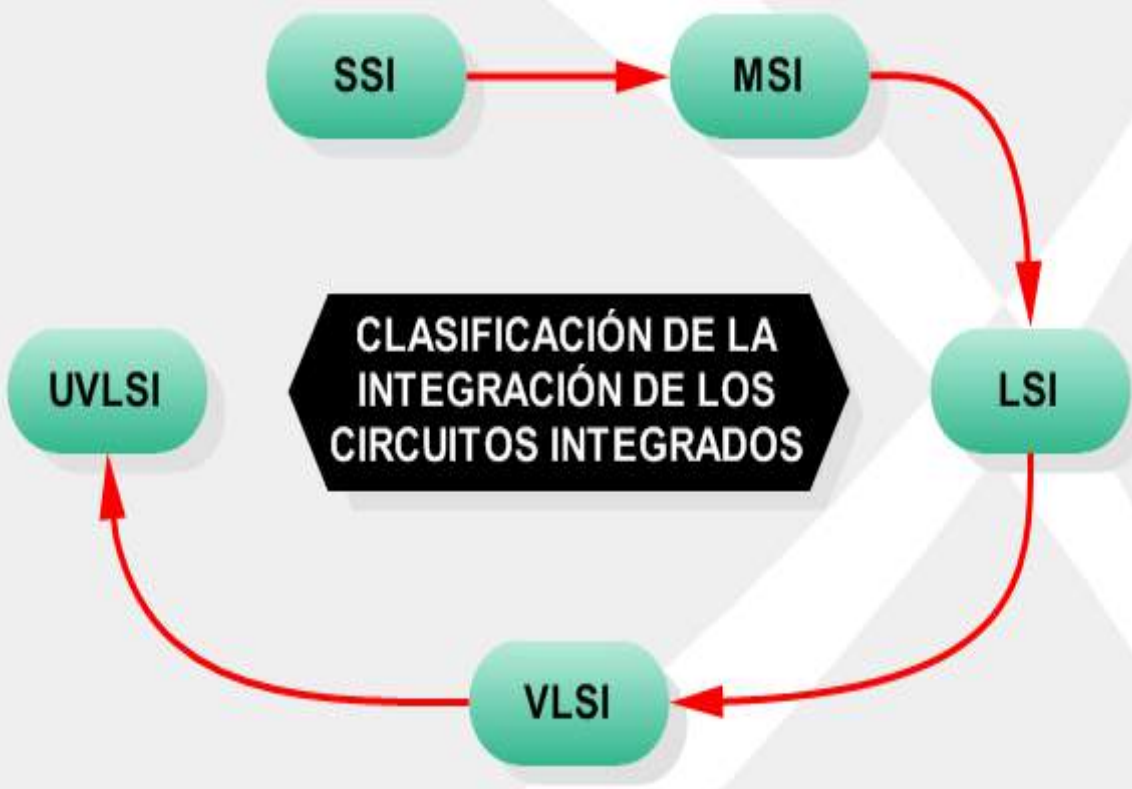 SSI
MSI
CLASIFICACIÓN DE LA
INTEGRACIÓN DE LOS
CIRCUITOS INTEGRADOS
UVLSI
LSI
VLSI